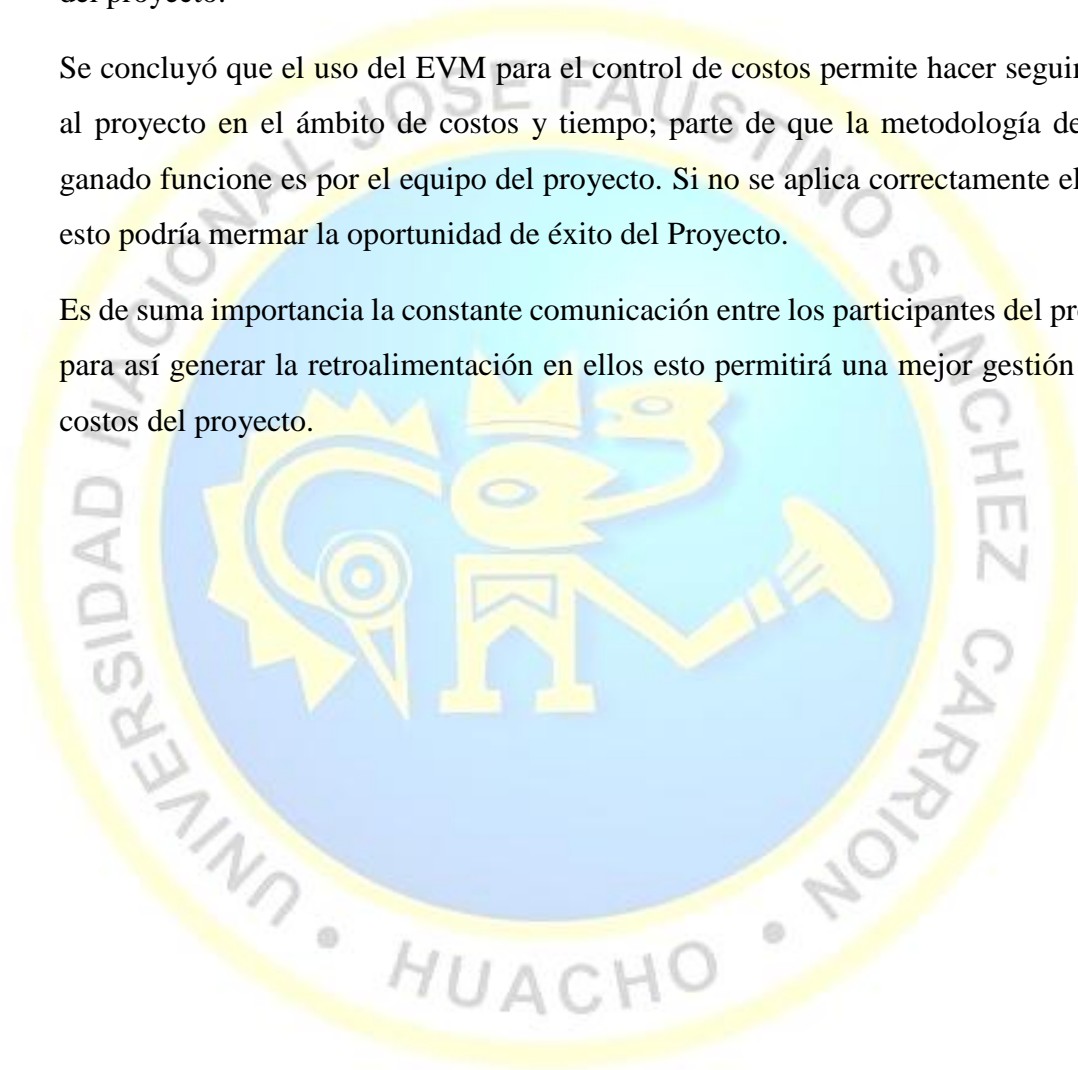 del proyecto.
Se concluyó que el uso del EVM para el control de costos permite hacer seguir
al proyecto en el ámbito de costos y tiempo; parte de que la metodología de
ganado funcione es por el equipo del proyecto. Si no se aplica correctamente el
esto podría mermar la oportunidad de éxito del Proyecto.
Es de suma importancia la constante comunicación entre los participantes del pr
para así generar la retroalimentación en ellos esto permitirá una mejor gestión
costos del proyecto.
UNIVERSIDAD NACIONAL JOSE FAUSTINO SANCHEZ CARRION
• HUACHO •